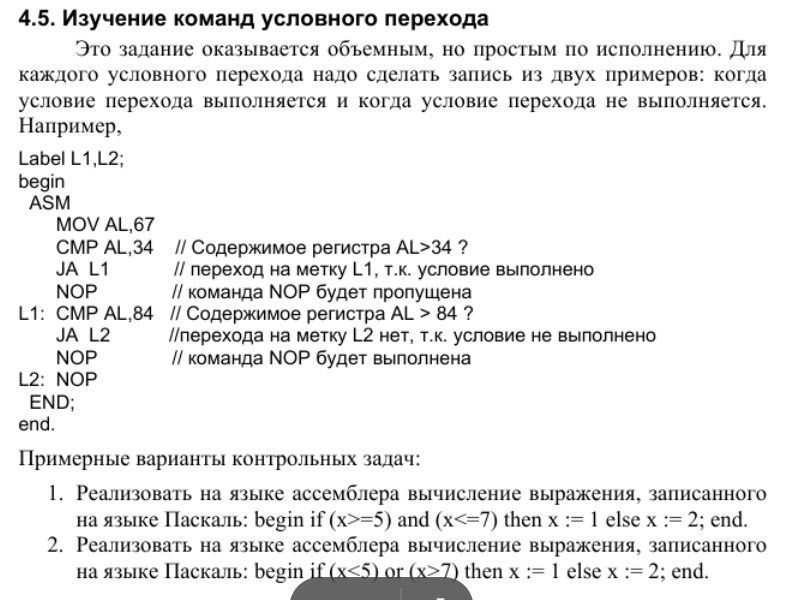 4.5. Изучение команд условного перехода
Это задание оказывается объемным, но простым по исполнению. Для
каждого условного перехода надо сделать запись из двух примеров: когда
условие перехода выполняется и когда условие перехода не выполняется.
Например,
Label L1,L2;
begin
ASM
MOV AL,67
CMP AL,34 // Содержимое регистра AL>34 ?
JA L1 // переход на метку L1, т.к. условие выполнено
NOP // команда NOP будет пропущена
L1: CMP AL,84 // Содержимое регистра AL > 84 ?
JA L2 //перехода на метку L2 нет, т.к. условие не выполнено
NOP // команда NOP будет выполнена
L2: NOP
END;
end.
Примерные варианты контрольных задач:
1. Реализовать на языке ассемблера вычисление выражения, записанного
на языке Паскаль: begin if (x>=5) and (x<=7) then x := 1 else x := 2; end.
2. Реализовать на языке ассемблера вычисление выражения, записанного
на языке Паскаль: begin if (x<5) or (x>7) then x := 1 else x := 2; end.